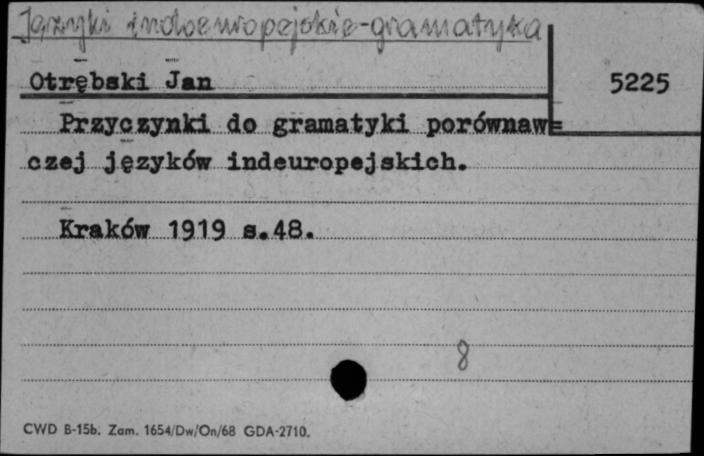 Języki indoeuropejskie-gramatyka
Otrębski Jan
5225
Przyczynki do gramatyki porównaw=
czej języków indeuropejskich.
Kraków 1919 s.48.
8
CWD B-15b. Zam. 1654/Dw/On/68 GDA-2710.